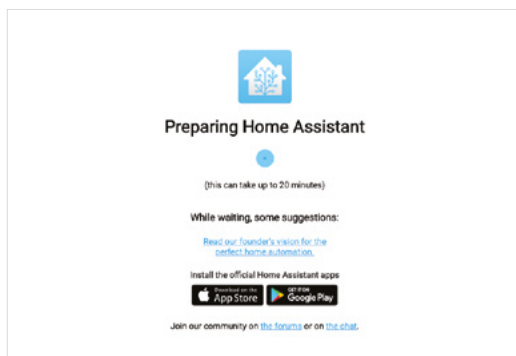 Preparing Home Assistant
(this can take up to 20 minutes)
While waiting, some suggestions:
Read our founder's vision for the
perfect home automation.
Install the official Home Assistant apps
Download on the
App Store
GET IT ON
Google Play
Join our community on the forums or on the chat.